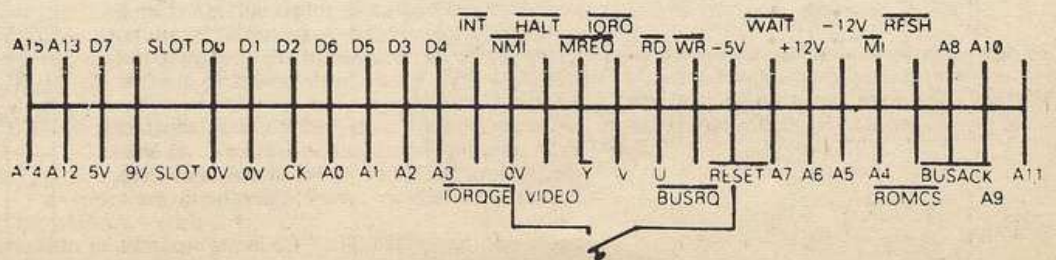 INT HALT IORQ WAIT -12V RFSH
A15 A13 D7 SLOT D0 D1 D2 D6 D5 D3 D4 NMI MREQ RD WR -5V +12V M1 A8 A10
A14 A12 5V 9V SLOT 0V 0V CK A0 A1 A2 A3 0V Y V U RESET A7 A6 A5 A4 BUSACK A11
IORQGE VIDEO BUSRQ ROMCS A9